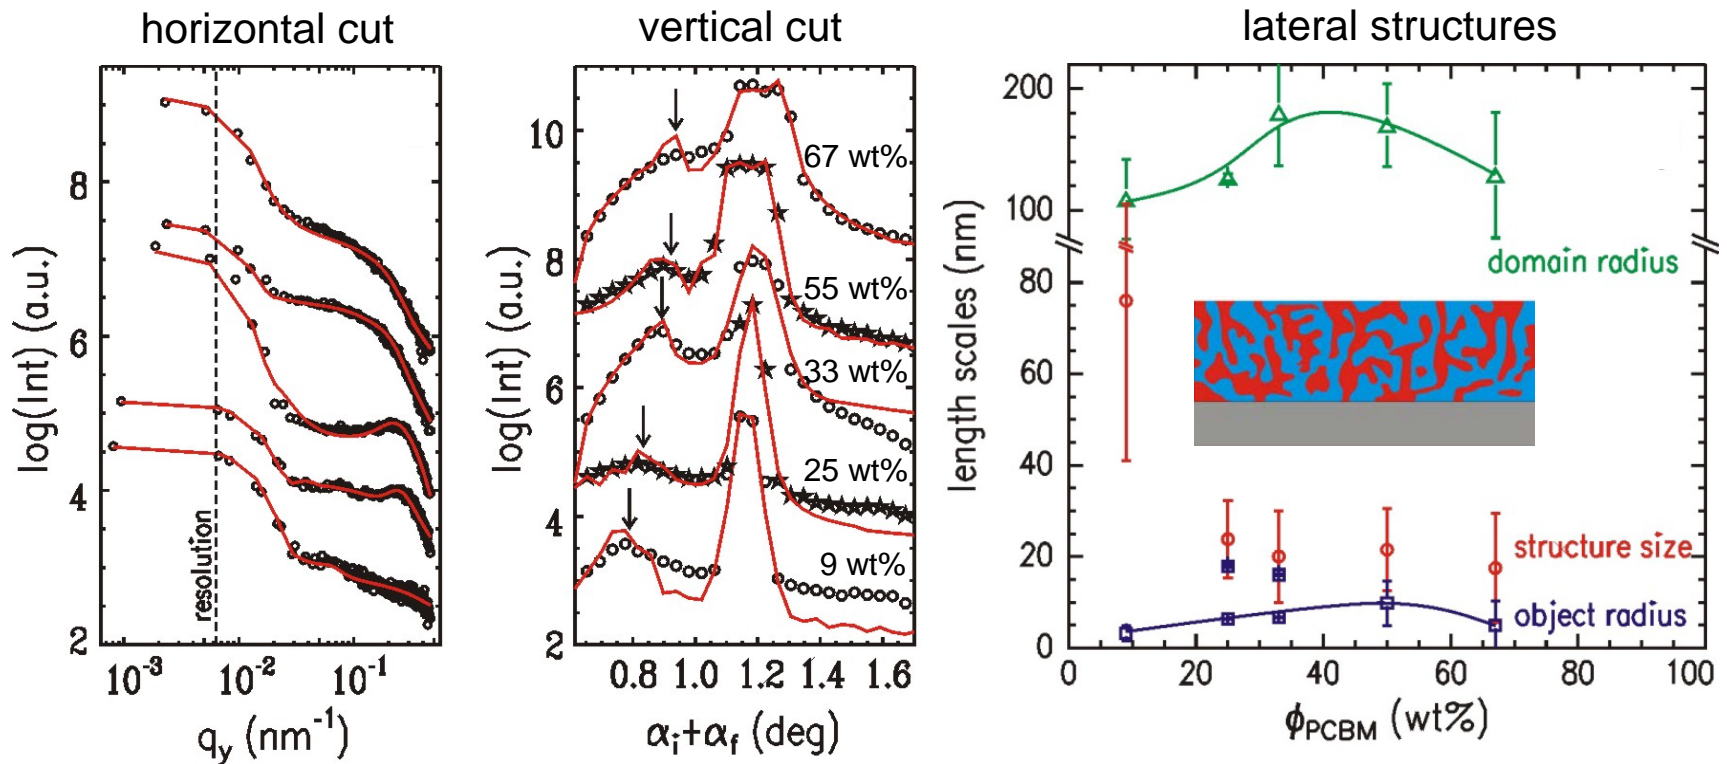 horizontal cut
8
6
4
2
log(Int) (a.u.)
resolution
10⁻³ 10⁻² 10⁻¹
q_y (nm⁻¹)
vertical cut
10
8
6
4
2
log(Int) (a.u.)
67 wt%
55 wt%
33 wt%
25 wt%
9 wt%
0.8 1.0 1.2 1.4 1.6
α_i+α_f (deg)
lateral structures
200
100
80
60
40
20
0
length scales (nm)
domain radius
structure size
object radius
0 20 40 60 80 100
ϕ_PCBM (wt%)